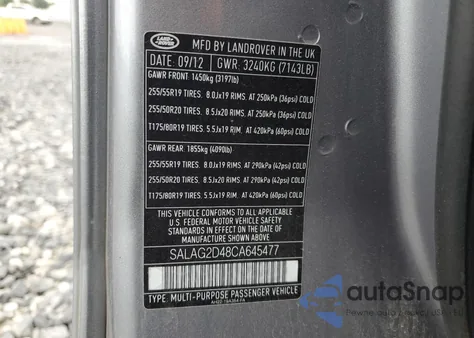 LAND ROVER
MFD BY LANDROVER IN THE UK
DATE: 09/12 GWR: 3240KG (7143LB)
GAWR FRONT: 1450kg (3197lb)
255/55R19 TIRES. 8.0Jx19 RIMS. AT 250kPa (36psi) COLD
255/50R20 TIRES. 8.5Jx20 RIMS. AT 250kPa (36psi) COLD
T175/80R19 TIRES. 5.5Jx19 RIM. AT 420kPa (60psi) COLD
GAWR REAR: 1855kg (4090lb)
255/55R19 TIRES. 8.0Jx19 RIMS. AT 290kPa (42psi) COLD
255/50R20 TIRES. 8.5Jx20 RIMS. AT 290kPa (42psi) COLD
T175/80R19 TIRES. 5.5Jx19 RIM. AT 420kPa (60psi) COLD
THIS VEHICLE CONFORMS TO ALL APPLICABLE
U.S. FEDERAL MOTOR VEHICLE SAFETY
STANDARDS IN EFFECT ON THE DATE OF
MANUFACTURE SHOWN ABOVE.
SALAG2D48CA645477
TYPE: MULTI-PURPOSE PASSENGER VEHICLE
autoSnap